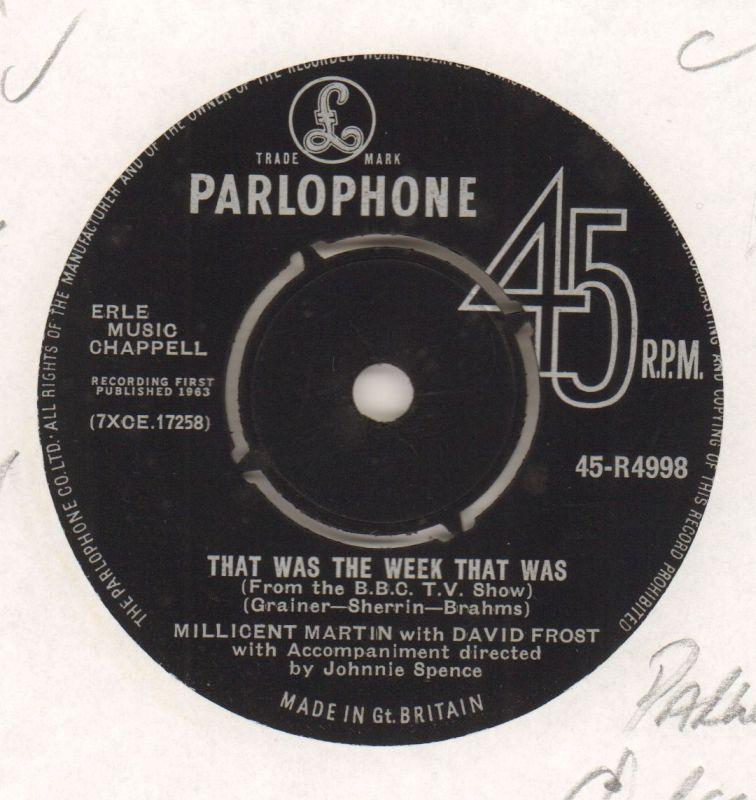 THE PARLOPHONE CO. LTD. · ALL RIGHTS OF THE MANUFACTURER AND OF THE OWNER OF THE RECORDED WORK RESERVED
BROADCASTING AND COPYING OF THIS RECORD PROHIBITED
£
TRADE MARK
PARLOPHONE
45
R.P.M.
ERLE
MUSIC
CHAPPELL
RECORDING FIRST
PUBLISHED 1963
(7XCE.17258)
45-R4998
THAT WAS THE WEEK THAT WAS
(From the B.B.C. T.V. Show)
(Grainer—Sherrin—Brahms)
MILLICENT MARTIN with DAVID FROST
with Accompaniment directed
by Johnnie Spence
MADE IN Gt. BRITAIN